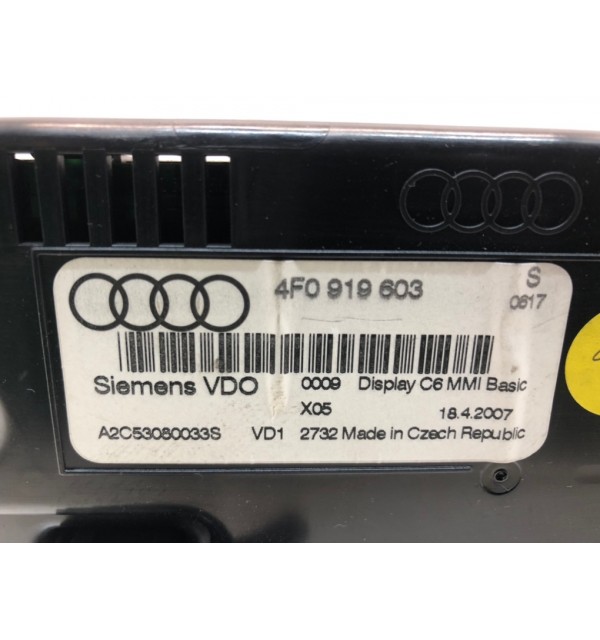 4F0 919 603
S
0617
Siemens VDO
0009 Display C6 MMI Basic
X05 18.4.2007
A2C53080033S VD1 2732 Made in Czech Republic